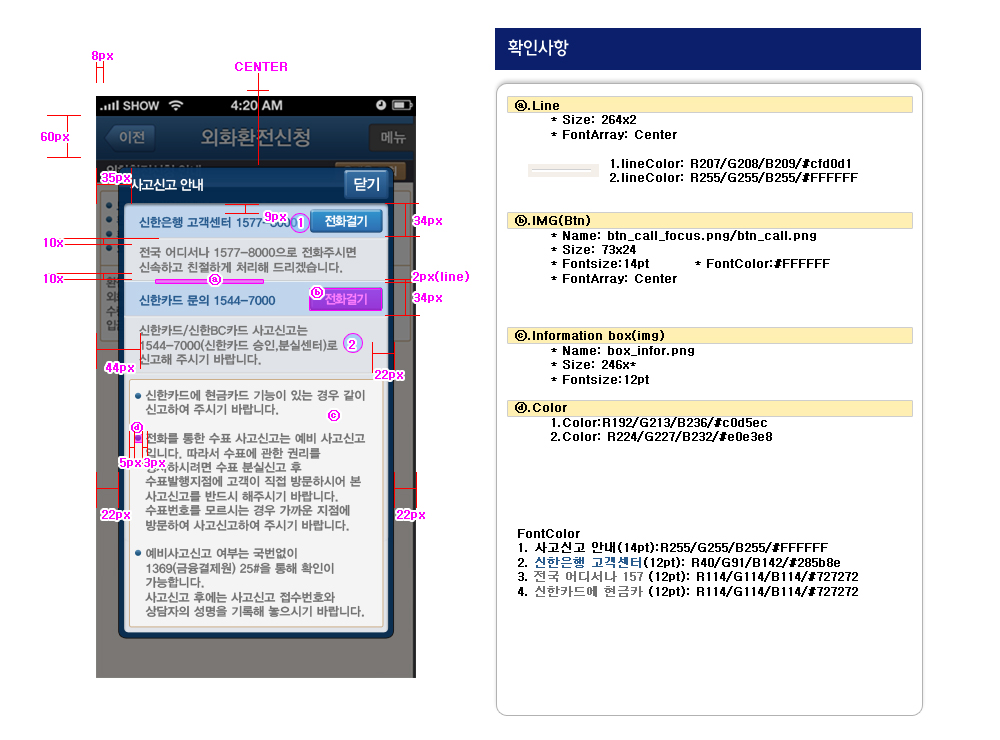 8px
CENTER
SHOW 4:20 AM
60px
이전 외화환전신청 메뉴
35px
사고신고 안내 닫기
9px
신한은행 고객센터 1577-8000 1 전화걸기
34px
10x
전국 어디서나 1577-8000으로 전화주시면
신속하고 친절하게 처리해 드리겠습니다.
10x
ⓐ
2px(line)
ⓑ
신한카드 문의 1544-7000 전화걸기
34px
신한카드/신한BC카드 사고신고는
1544-7000(신한카드 승인,분실센터)로 2
신고해 주시기 바랍니다.
44px
22px
신한카드에 현금카드 기능이 있는 경우 같이
신고하여 주시기 바랍니다.
ⓒ
ⓓ
전화를 통한 수표 사고신고는 예비 사고신고
입니다. 따라서 수표에 관한 권리를
5px 3px
하시려면 수표 분실신고 후
수표발행지점에 고객이 직접 방문하시어 본
사고신고를 반드시 해주시기 바랍니다.
수표번호를 모르시는 경우 가까운 지점에
방문하여 사고신고하여 주시기 바랍니다.
22px
22px
예비사고신고 여부는 국번없이
1369(금융결제원) 25#을 통해 확인이
가능합니다.
사고신고 후에는 사고신고 접수번호와
상담자의 성명을 기록해 놓으시기 바랍니다.
확인사항
ⓐ.Line
* Size: 264x2
* FontArray: Center
1.lineColor: R207/G208/B209/#cfd0d1
2.lineColor: R255/G255/B255/#FFFFFF
ⓑ.IMG(Btn)
* Name: btn_call_focus.png/btn_call.png
* Size: 73x24
* Fontsize:14pt * FontColor:#FFFFFF
* FontArray: Center
ⓒ.Information box(img)
* Name: box_infor.png
* Size: 246x*
* Fontsize:12pt
ⓓ.Color
1.Color:R192/G213/B236/#c0d5ec
2.Color: R224/G227/B232/#e0e3e8
FontColor
1. 사고신고 안내(14pt):R255/G255/B255/#FFFFFF
2. 신한은행 고객센터(12pt): R40/G91/B142/#285b8e
3. 전국 어디서나 157 (12pt): R114/G114/B114/#727272
4. 신한카드에 현금카 (12pt): R114/G114/B114/#727272